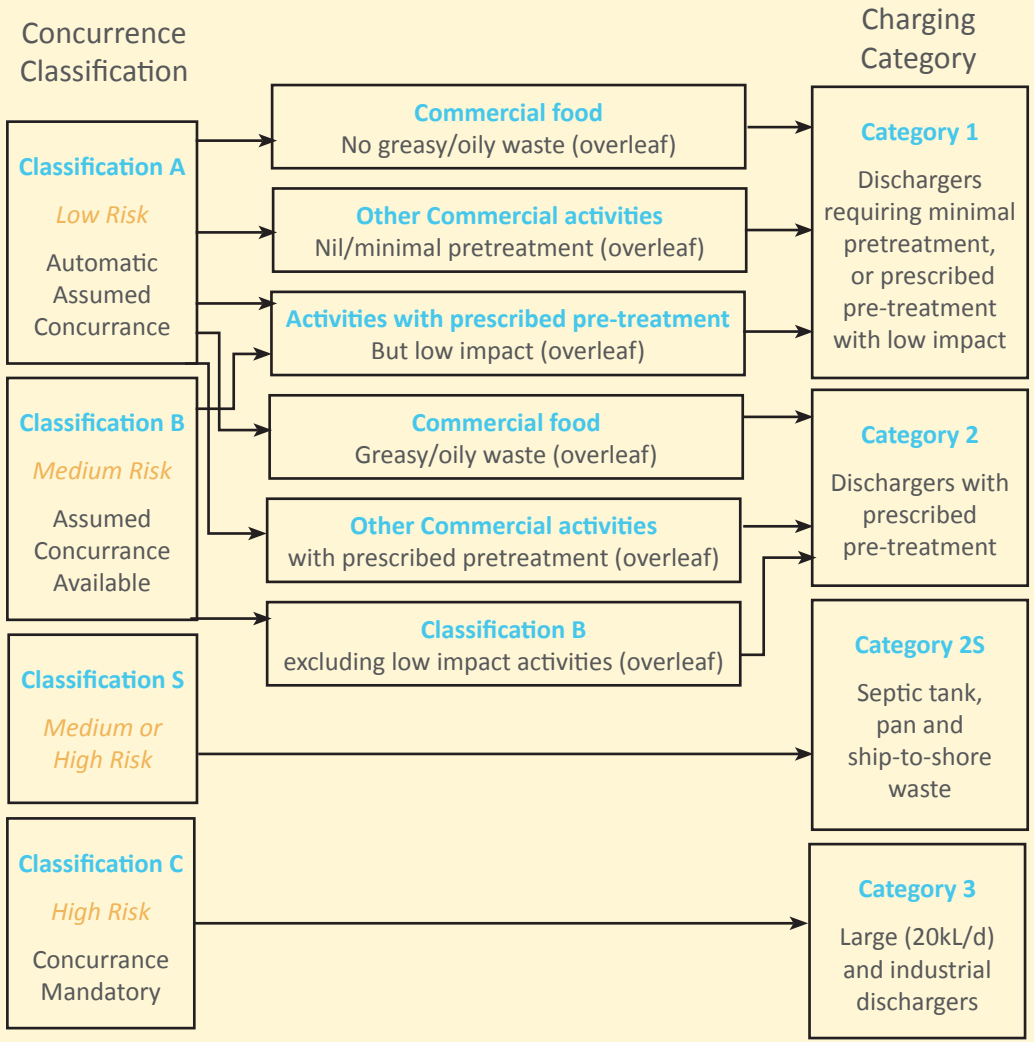 Concurrence
Classification
Charging
Category
Classification A
Low Risk
Automatic
Assumed
Concurrance
Classification B
Medium Risk
Assumed
Concurrance
Available
Classification S
Medium or
High Risk
Classification C
High Risk
Concurrance
Mandatory
Commercial food
No greasy/oily waste (overleaf)
Other Commercial activities
Nil/minimal pretreatment (overleaf)
Activities with prescribed pre-treatment
But low impact (overleaf)
Commercial food
Greasy/oily waste (overleaf)
Other Commercial activities
with prescribed pretreatment (overleaf)
Classification B
excluding low impact activities (overleaf)
Category 1
Dischargers
requiring minimal
pretreatment,
or prescribed
pre-treatment
with low impact
Category 2
Dischargers with
prescribed
pre-treatment
Category 2S
Septic tank,
pan and
ship-to-shore
waste
Category 3
Large (20kL/d)
and industrial
dischargers